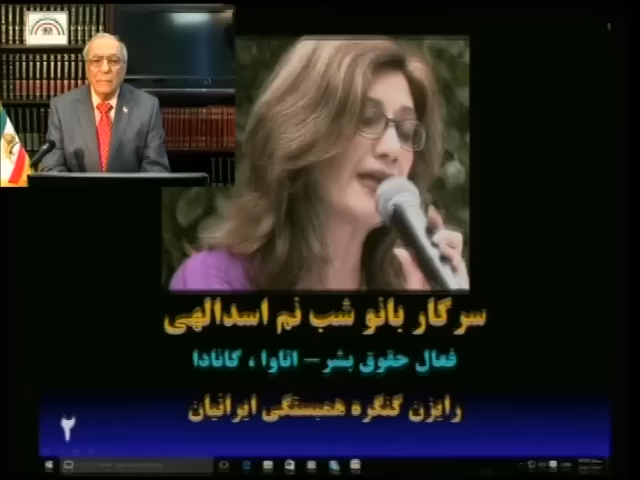 سرکار بانو شب نم اسدالهی
فعال حقوق بشر – اتاوا ، کانادا
رایزن کنگره همبستگی ایرانیان
۲